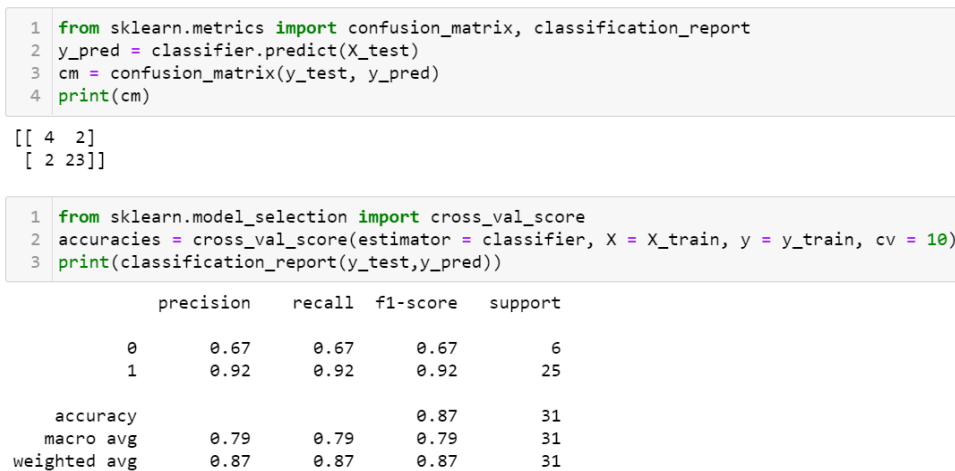 1 from sklearn.metrics import confusion_matrix, classification_report
2 y_pred = classifier.predict(X_test)
3 cm = confusion_matrix(y_test, y_pred)
4 print(cm)
[[ 4  2]
 [ 2 23]]
1 from sklearn.model_selection import cross_val_score
2 accuracies = cross_val_score(estimator = classifier, X = X_train, y = y_train, cv = 10)
3 print(classification_report(y_test,y_pred))
              precision    recall  f1-score   support
           0       0.67      0.67      0.67         6
           1       0.92      0.92      0.92        25
    accuracy                           0.87        31
   macro avg       0.79      0.79      0.79        31
weighted avg       0.87      0.87      0.87        31